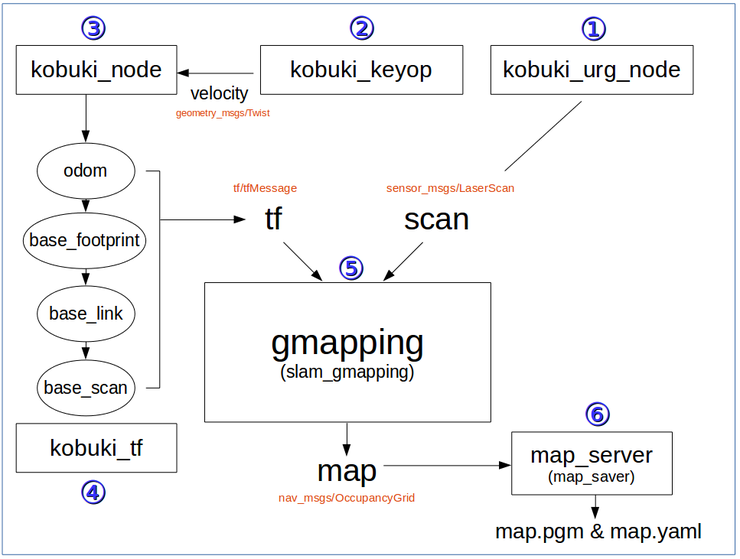 ③
②
①
kobuki_node
kobuki_keyop
kobuki_urg_node
velocity
geometry_msgs/Twist
odom
base_footprint
base_link
base_scan
kobuki_tf
④
tf/tfMessage
tf
sensor_msgs/LaserScan
scan
⑤
gmapping
(slam_gmapping)
map
nav_msgs/OccupancyGrid
⑥
map_server
(map_saver)
map.pgm & map.yaml